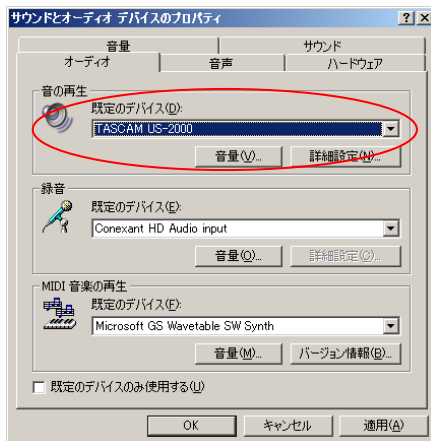 サウンドとオーディオ デバイスのプロパティ
音量
サウンド
オーディオ
音声
ハードウェア
音の再生
既定のデバイス(D):
TASCAM US-2000
音量(V)...
詳細設定(N)...
録音
既定のデバイス(E):
Conexant HD Audio input
音量(O)...
詳細設定(C)...
MIDI 音楽の再生
既定のデバイス(F):
Microsoft GS Wavetable SW Synth
音量(M)...
バージョン情報(B)...
既定のデバイスのみ使用する(U)
OK
キャンセル
適用(A)